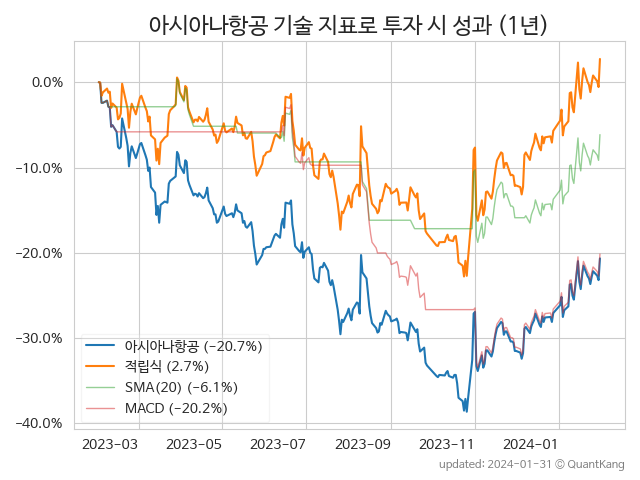 아시아나항공 기술 지표로 투자 시 성과 (1년)
0.0%
−10.0%
−20.0%
−30.0%
−40.0%
아시아나항공 (−20.7%)
적립식 (2.7%)
SMA(20) (−6.1%)
MACD (−20.2%)
2023−03 2023−05 2023−07 2023−09 2023−11 2024−01
updated: 2024-01-31 © QuantKang